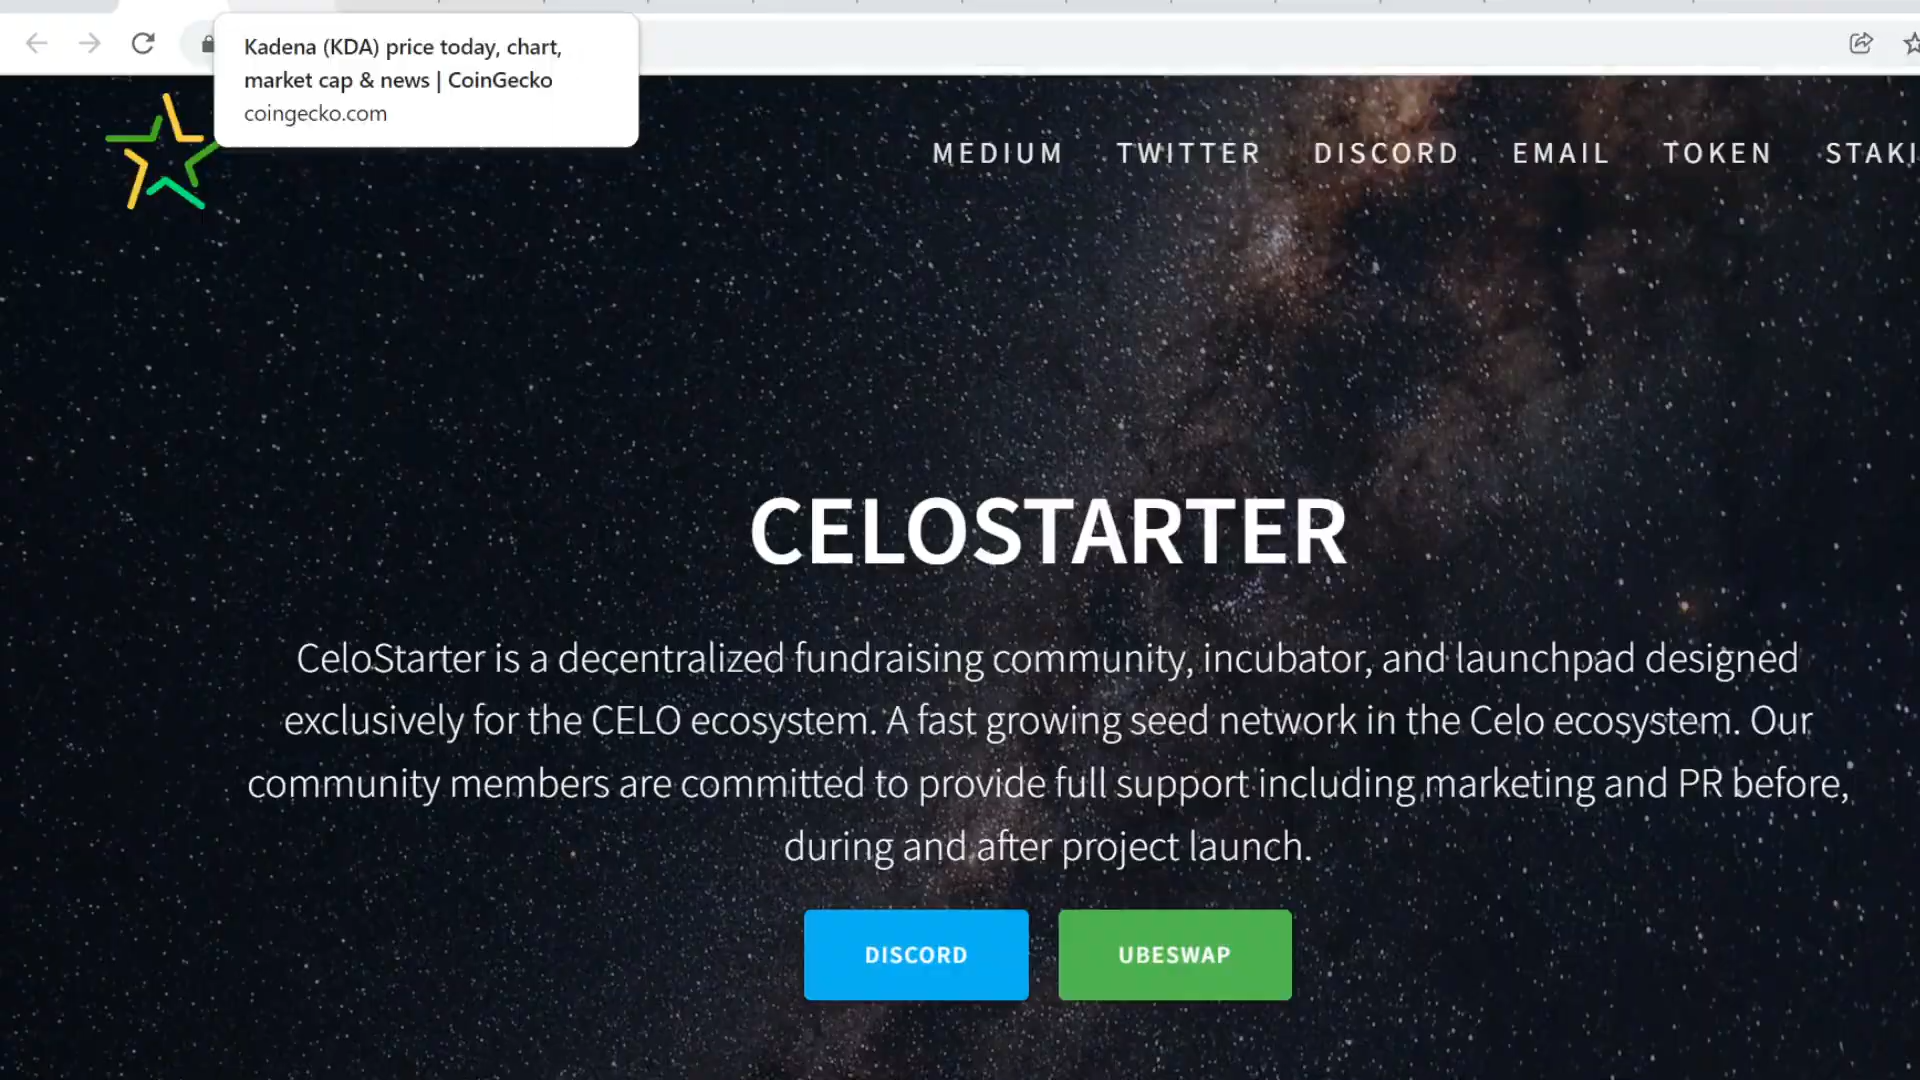 Kadena (KDA) price today, chart,
market cap & news | CoinGecko
coingecko.com
MEDIUM TWITTER DISCORD EMAIL TOKEN STAKI
CELOSTARTER
CeloStarter is a decentralized fundraising community, incubator, and launchpad designed
exclusively for the CELO ecosystem. A fast growing seed network in the Celo ecosystem. Our
community members are committed to provide full support including marketing and PR before,
during and after project launch.
DISCORD UBESWAP